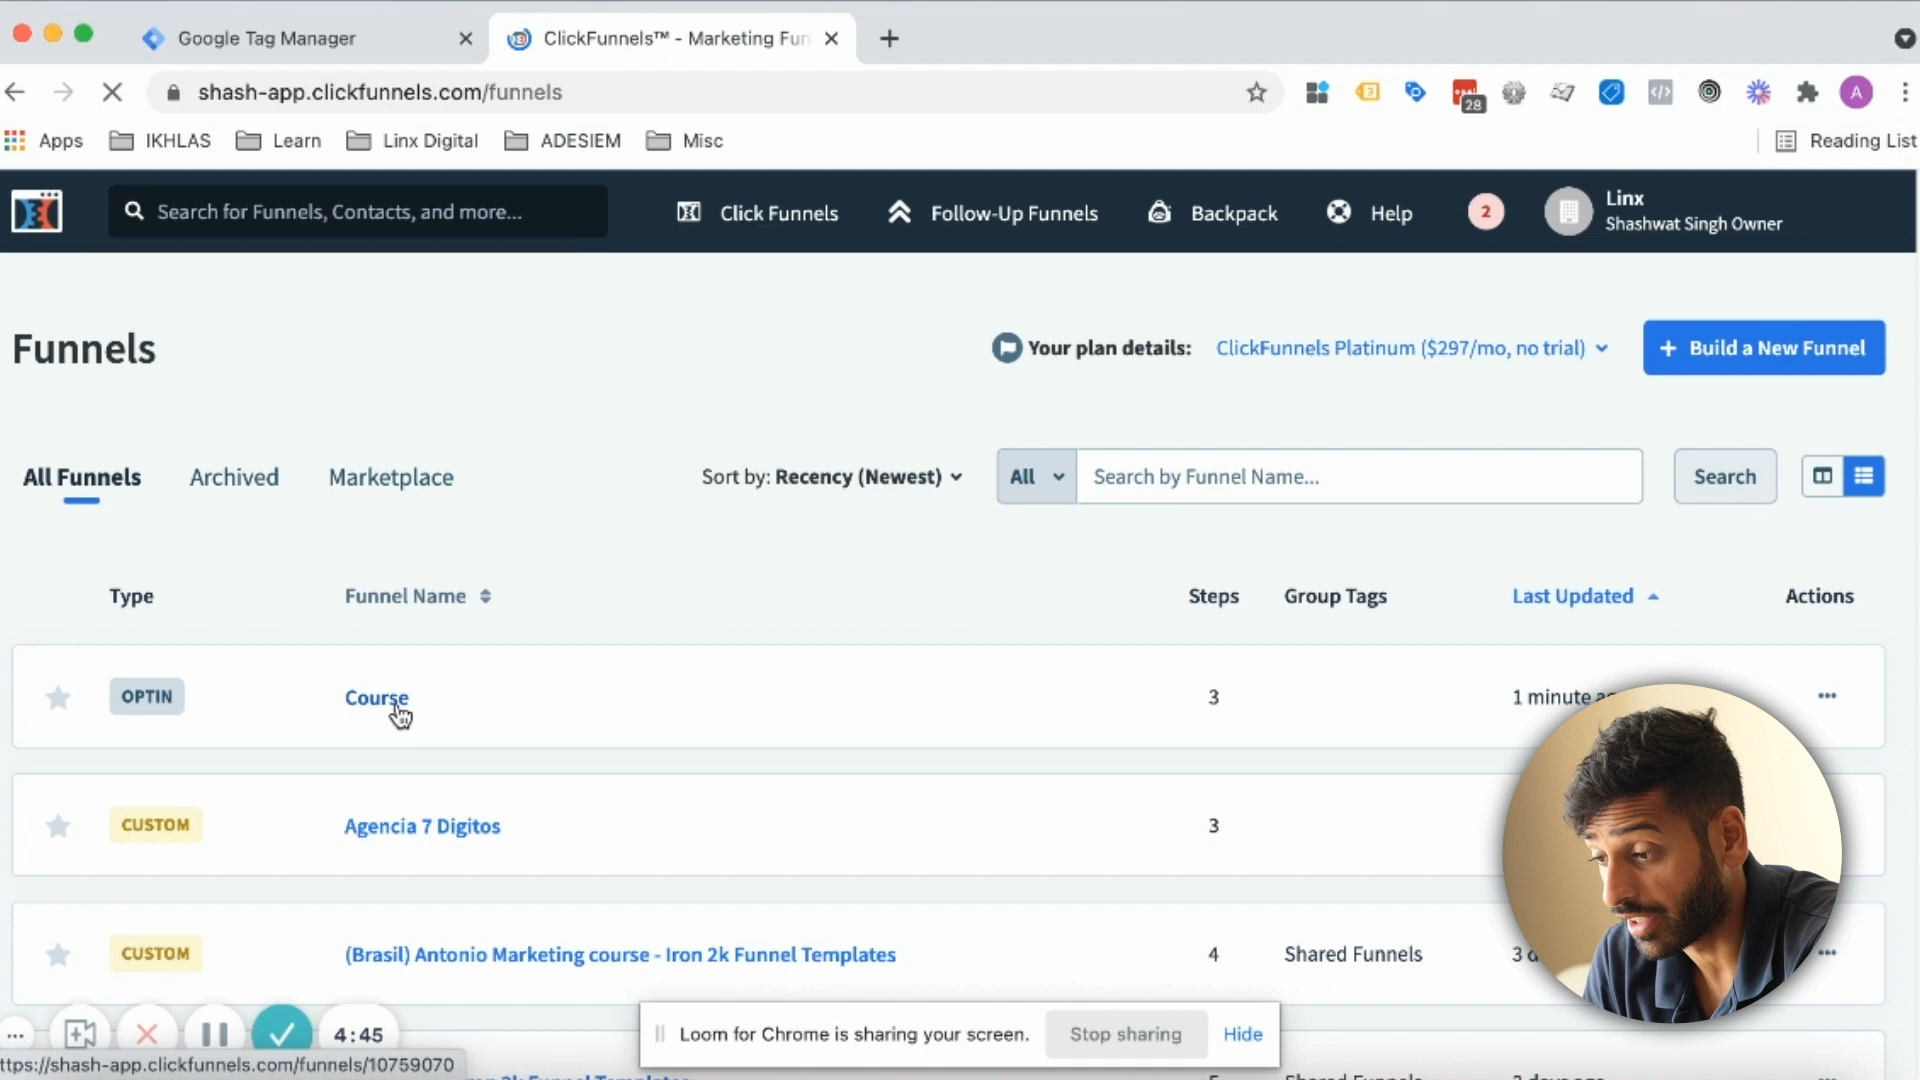 Google Tag Manager
ClickFunnels™ - Marketing Fun
shash-app.clickfunnels.com/funnels
28
A
Apps IKHLAS Learn Linx Digital ADESIEM Misc Reading List
Search for Funnels, Contacts, and more... Click Funnels Follow-Up Funnels Backpack Help 2 Linx
Shashwat Singh Owner
Funnels
Your plan details: ClickFunnels Platinum ($297/mo, no trial) + Build a New Funnel
All Funnels Archived Marketplace Sort by: Recency (Newest) All Search by Funnel Name... Search
Type Funnel Name Steps Group Tags Last Updated Actions
OPTIN Course 3 1 minute
CUSTOM Agencia 7 Digitos 3
CUSTOM (Brasil) Antonio Marketing course - Iron 2k Funnel Templates 4 Shared Funnels 3
4:45
Loom for Chrome is sharing your screen. Stop sharing Hide
ttps://shash-app.clickfunnels.com/funnels/10759070